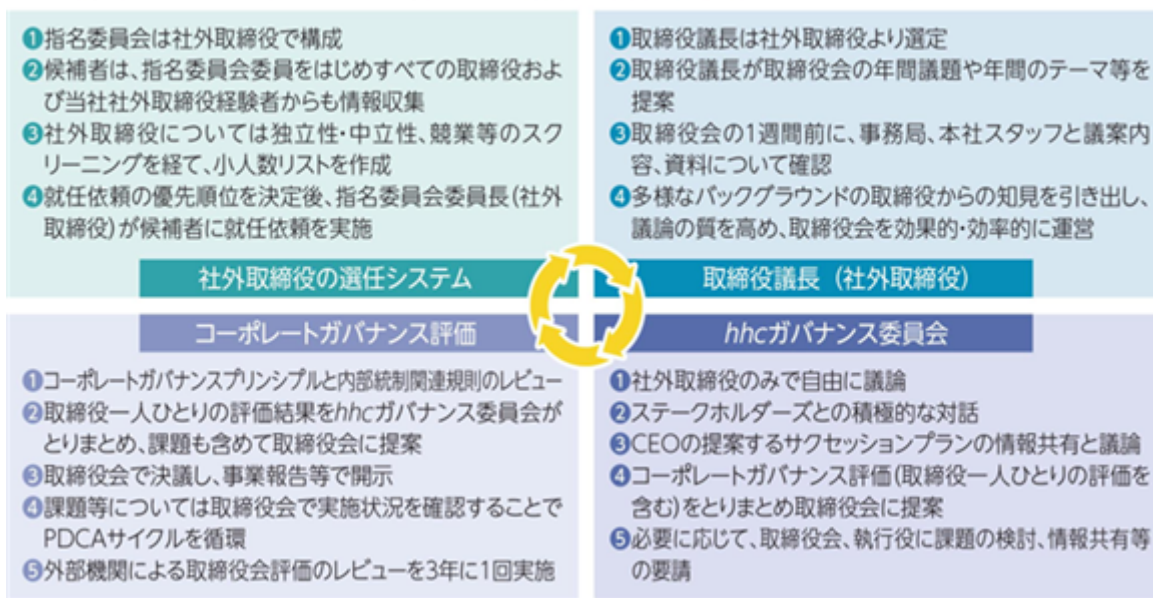 ❶指名委員会は社外取締役で構成
❷候補者は、指名委員会委員をはじめすべての取締役およ
び当社社外取締役経験者からも情報収集
❸社外取締役については独立性・中立性、競業等のスク
リーニングを経て、小人数リストを作成
❹就任依頼の優先順位を決定後、指名委員会委員長(社外
取締役)が候補者に就任依頼を実施
社外取締役の選任システム
❶取締役議長は社外取締役より選定
❷取締役議長が取締役会の年間議題や年間のテーマ等を
提案
❸取締役会の1週間前に、事務局、本社スタッフと議案内
容、資料について確認
❹多様なバックグラウンドの取締役からの知見を引き出し、
議論の質を高め、取締役会を効果的・効率的に運営
取締役議長（社外取締役）
コーポレートガバナンス評価
❶コーポレートガバナンスプリンシプルと内部統制関連規則のレビュー
❷取締役一人ひとりの評価結果をhhcガバナンス委員会が
とりまとめ、課題も含めて取締役会に提案
❸取締役会で決議し、事業報告等で開示
❹課題等については取締役会で実施状況を確認することで
PDCAサイクルを循環
❺外部機関による取締役会評価のレビューを3年に1回実施
hhcガバナンス委員会
❶社外取締役のみで自由に議論
❷ステークホルダーズとの積極的な対話
❸CEOの提案するサクセッションプランの情報共有と議論
❹コーポレートガバナンス評価(取締役一人ひとりの評価を
含む)をとりまとめ取締役会に提案
❺必要に応じて、取締役会、執行役に課題の検討、情報共有等
の要請